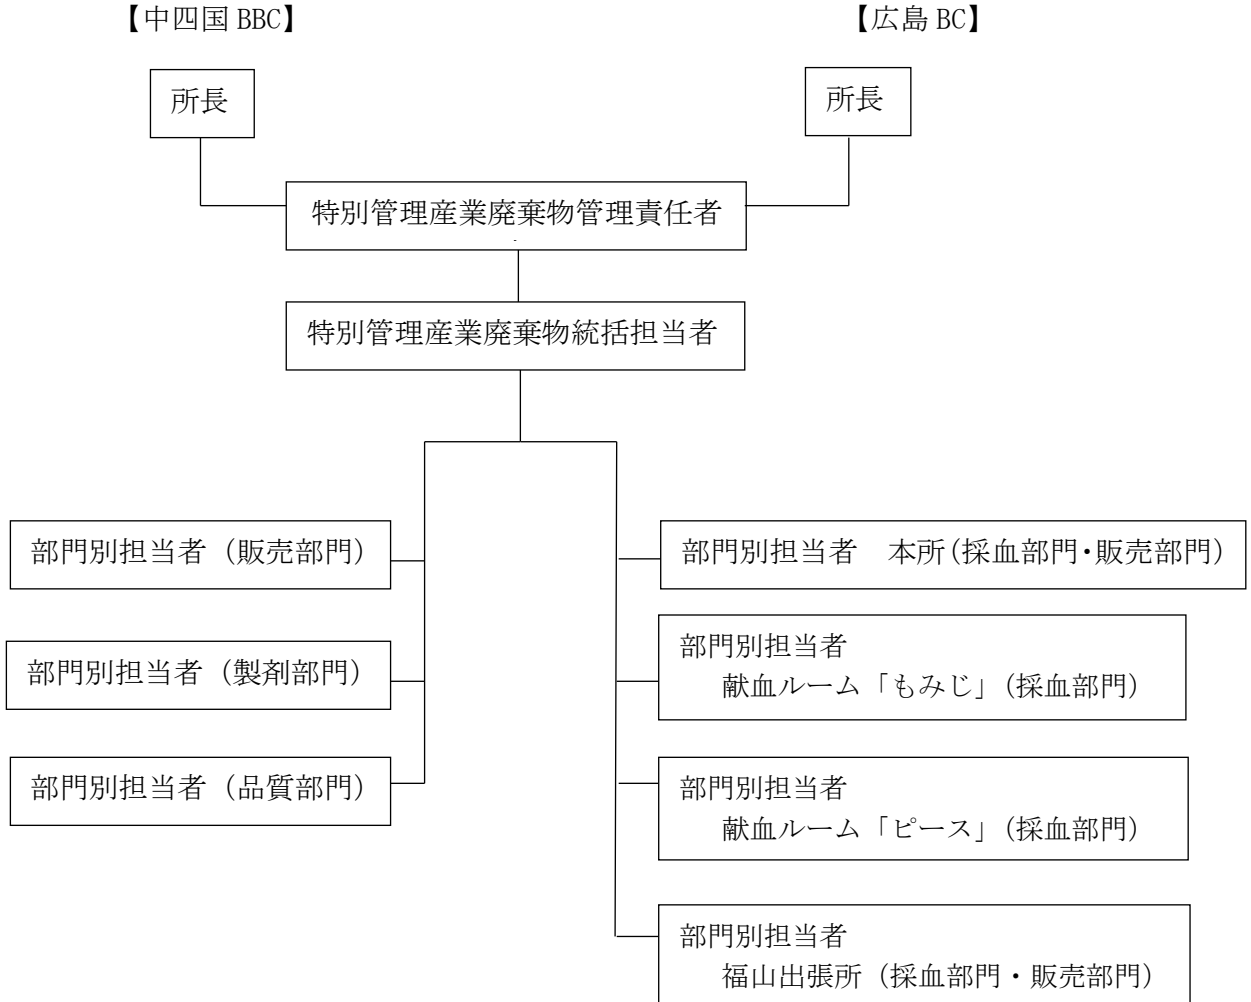 【中四国 BBC】
【広島 BC】
所長
所長
特別管理産業廃棄物管理責任者
特別管理産業廃棄物統括担当者
部門別担当者（販売部門）
部門別担当者（製剤部門）
部門別担当者（品質部門）
部門別担当者　本所（採血部門・販売部門）
部門別担当者
献血ルーム「もみじ」（採血部門）
部門別担当者
献血ルーム「ピース」（採血部門）
部門別担当者
福山出張所（採血部門・販売部門）